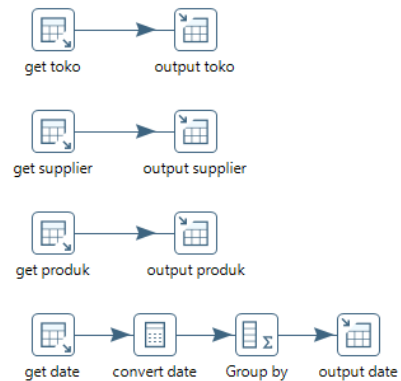 get toko output toko
get supplier output supplier
get produk output produk
get date convert date Group by output date